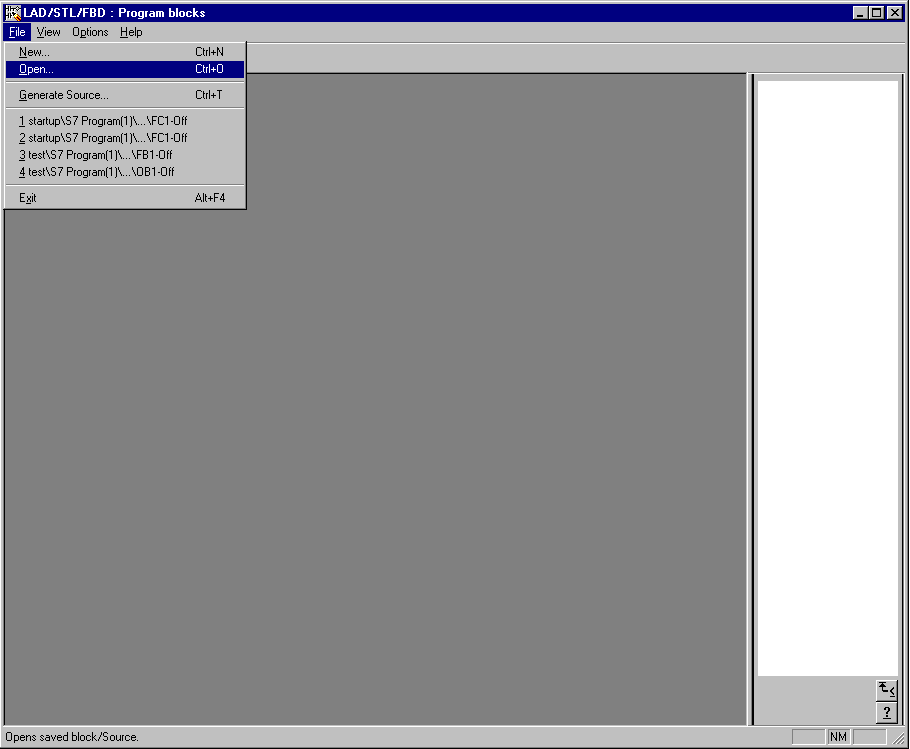 LAD/STL/FBD : Program blocks
File View Options Help
New... Ctrl+N
Open... Ctrl+O
Generate Source... Ctrl+T
1 startup\S7 Program(1)\...\FC1-Off
2 startup\S7 Program(1)\...\FC1-Off
3 test\S7 Program(1)\...\FB1-Off
4 test\S7 Program(1)\...\OB1-Off
Exit Alt+F4
?
Opens saved block/Source. NM